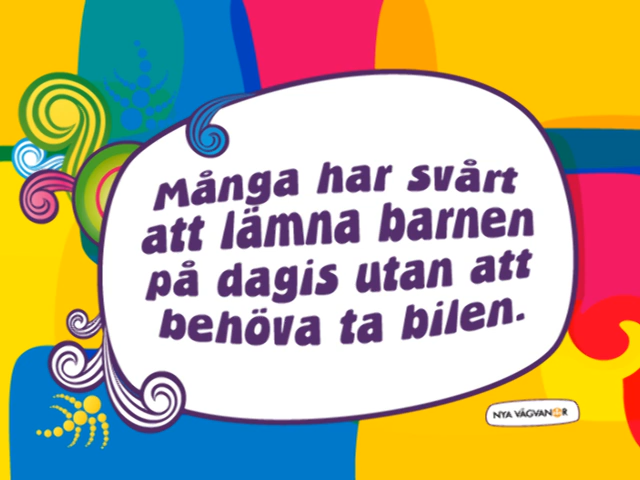 Många har svårt
att lämna barnen
på dagis utan att
behöva ta bilen.
NYA VÄGVANOR